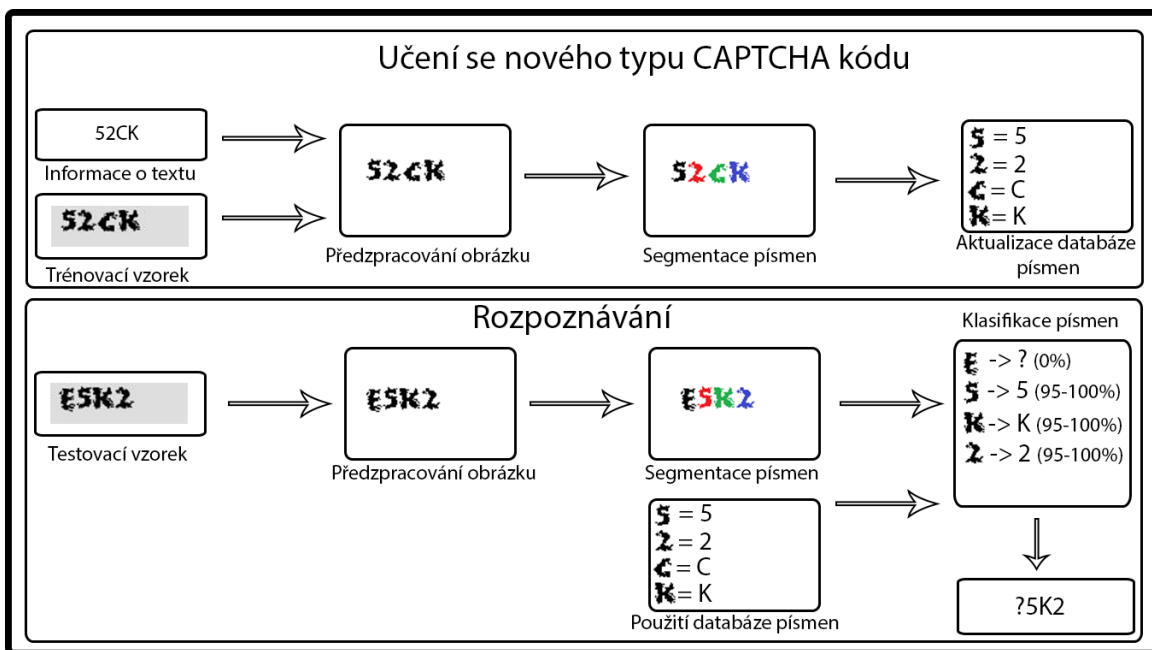 Učení se nového typu CAPTCHA kódu
52CK
Informace o textu
52CK
Trénovací vzorek
52CK
Předzpracování obrázku
52CK
Segmentace písmen
5 = 5
2 = 2
C = C
K = K
Aktualizace databáze
písmen
Rozpoznávání
E5K2
Testovací vzorek
E5K2
Předzpracování obrázku
E5K2
Segmentace písmen
5 = 5
2 = 2
C = C
K = K
Použití databáze písmen
Klasifikace písmen
E -> ? (0%)
5 -> 5 (95-100%)
K -> K (95-100%)
2 -> 2 (95-100%)
?5K2